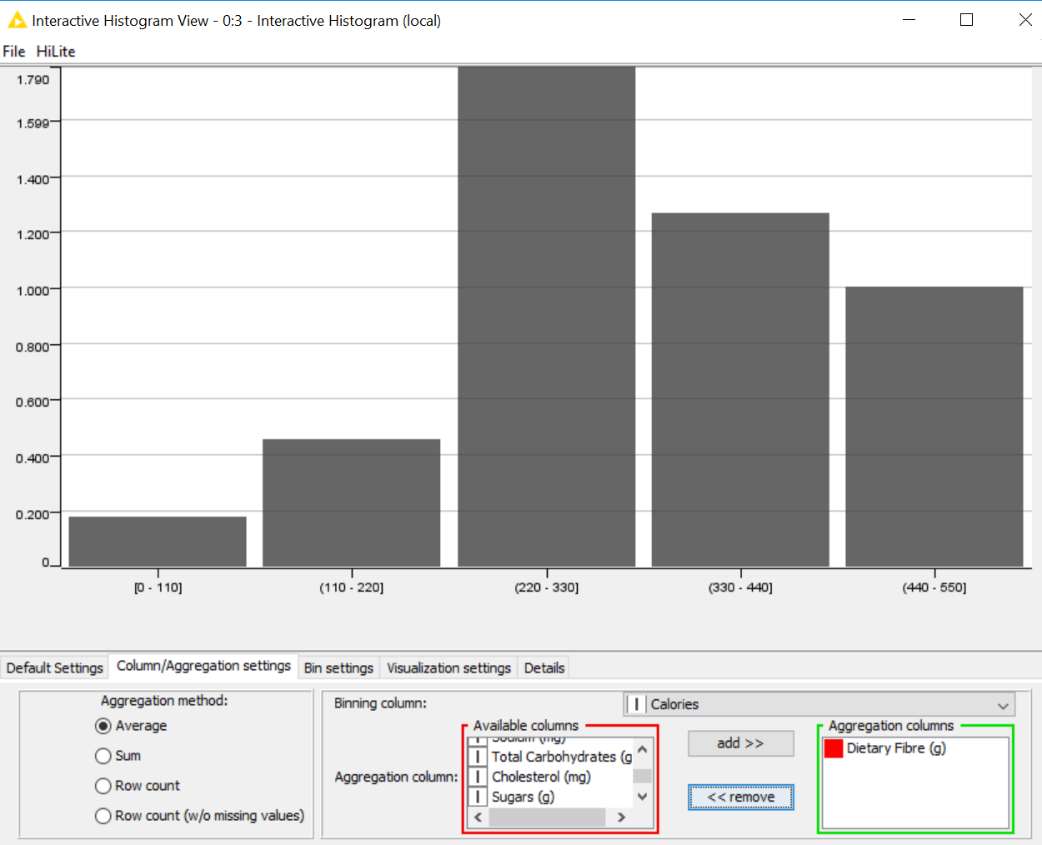 Interactive Histogram View - 0:3 - Interactive Histogram (local)
File HiLite
1.790
1.599
1.400
1.200
1.000
0.800
0.600
0.400
0.200
0
[0 - 110] (110 - 220] (220 - 330] (330 - 440] (440 - 550]
Default Settings Column/Aggregation settings Bin settings Visualization settings Details
Aggregation method:
Average
Sum
Row count
Row count (w/o missing values)
Binning column: I Calories
Aggregation column:
Available columns
I Sodium (mg)
I Total Carbohydrates (g
I Cholesterol (mg)
I Sugars (g)
add >>
<< remove
Aggregation columns
Dietary Fibre (g)